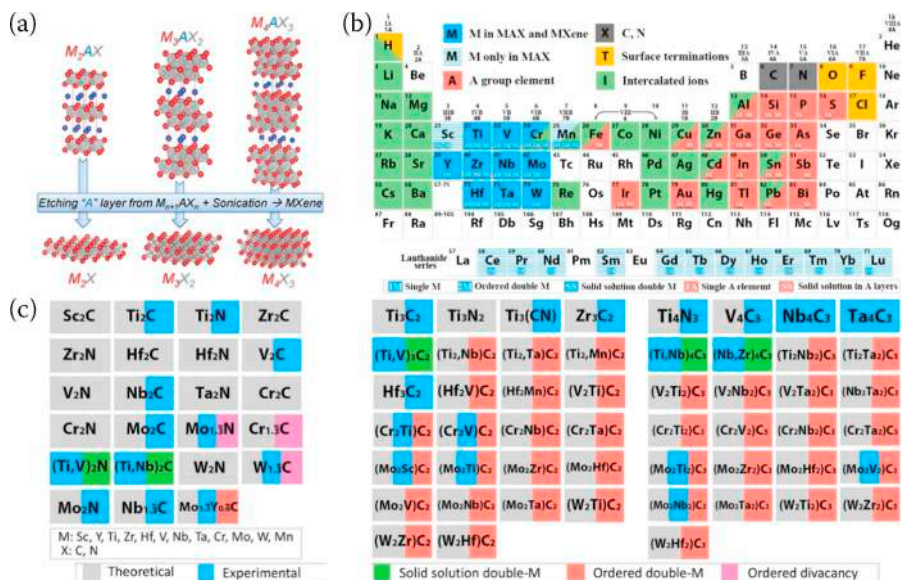 (a)
M₂AX
M₃AX₂
M₄AX₃
Etching "A" layer from Mₙ₊₁AXₙ + Sonication → MXene
M₂X
M₃X₂
M₄X₃
(b)
M M in MAX and MXene
M M only in MAX
A A group element
X C, N
T Surface terminations
I Intercalated ions
H He
Li Be B C N O F Ne
Na Mg Al Si P S Cl Ar
K Ca Sc Ti V Cr Mn Fe Co Ni Cu Zn Ga Ge As Se Br Kr
Rb Sr Y Zr Nb Mo Tc Ru Rh Pd Ag Cd In Sn Sb Te I Xe
Cs Ba 57-71 Hf Ta W Re Os Ir Pt Au Hg Tl Pb Bi Po At Rn
Fr Ra 89-103 Rf Db Sg Bh Hs Mt Ds Rg Cn Nh Fl Mc Lv Ts Og
Lanthanide series La Ce Pr Nd Pm Sm Eu Gd Tb Dy Ho Er Tm Yb Lu
1M Single M 2M Ordered double M SS Solid solution double M 1A Single A element SS Solid solution in A layers
(c)
Sc₂C Ti₂C Ti₂N Zr₂C
Zr₂N Hf₂C Hf₂N V₂C
V₂N Nb₂C Ta₂N Cr₂C
Cr₂N Mo₂C Mo₁.₃N Cr₁.₃C
(Ti,V)₂N (Ti,Nb)₂C W₂N W₁.₃C
Mo₂N Nb₁.₃C
M: Sc, Y, Ti, Zr, Hf, V, Nb, Ta, Cr, Mo, W, Mn
X: C, N
Theoretical Experimental
Ti₃C₂ Ti₃N₂ Ti₃(CN) Zr₃C₂
(Ti,V)₃C₂ (Ti₂,Nb)C₂ (Ti₂,Ta)C₂ (Ti₂,Mn)C₂
Hf₃C₂ (Hf₂V)C₂ (Hf₂Mn)C₂ (V₂Ti)C₂
(Cr₂Ti)C₂ (Cr₂V)C₂ (Cr₂Nb)C₂ (Cr₂Ta)C₂
(Mo₂Sc)C₂ (Mo₂Ti)C₂ (Mo₂Zr)C₂ (Mo₂Hf)C₂
(Mo₂V)C₂ (Mo₂Nb)C₂ (Mo₂Ta)C₂ (W₂Ti)C₂
(W₂Zr)C₂ (W₂Hf)C₂
Ti₄N₃ V₄C₃ Nb₄C₃ Ta₄C₃
(Ti,Nb)₄C₃ (Nb,Zr)₄C₃ (Ti₂Nb₂)C₃ (Ti₂Ta₂)C₃
(V₂Ti₂)C₃ (V₂Nb₂)C₃ (V₂Ta₂)C₃ (Nb₂Ta₂)C₃
(Cr₂Ti₂)C₃ (Cr₂V₂)C₃ (Cr₂Nb₂)C₃ (Cr₂Ta₂)C₃
(Mo₂Ti₂)C₃ (Mo₂Zr₂)C₃ (Mo₂Hf₂)C₃ (Mo₂V₂)C₃
(Mo₂Nb₂)C₃ (Mo₂Ta₂)C₃ (W₂Ti₂)C₃ (W₂Zr₂)C₃
(W₂Hf₂)C₃
Solid solution double-M Ordered double-M Ordered divacancy